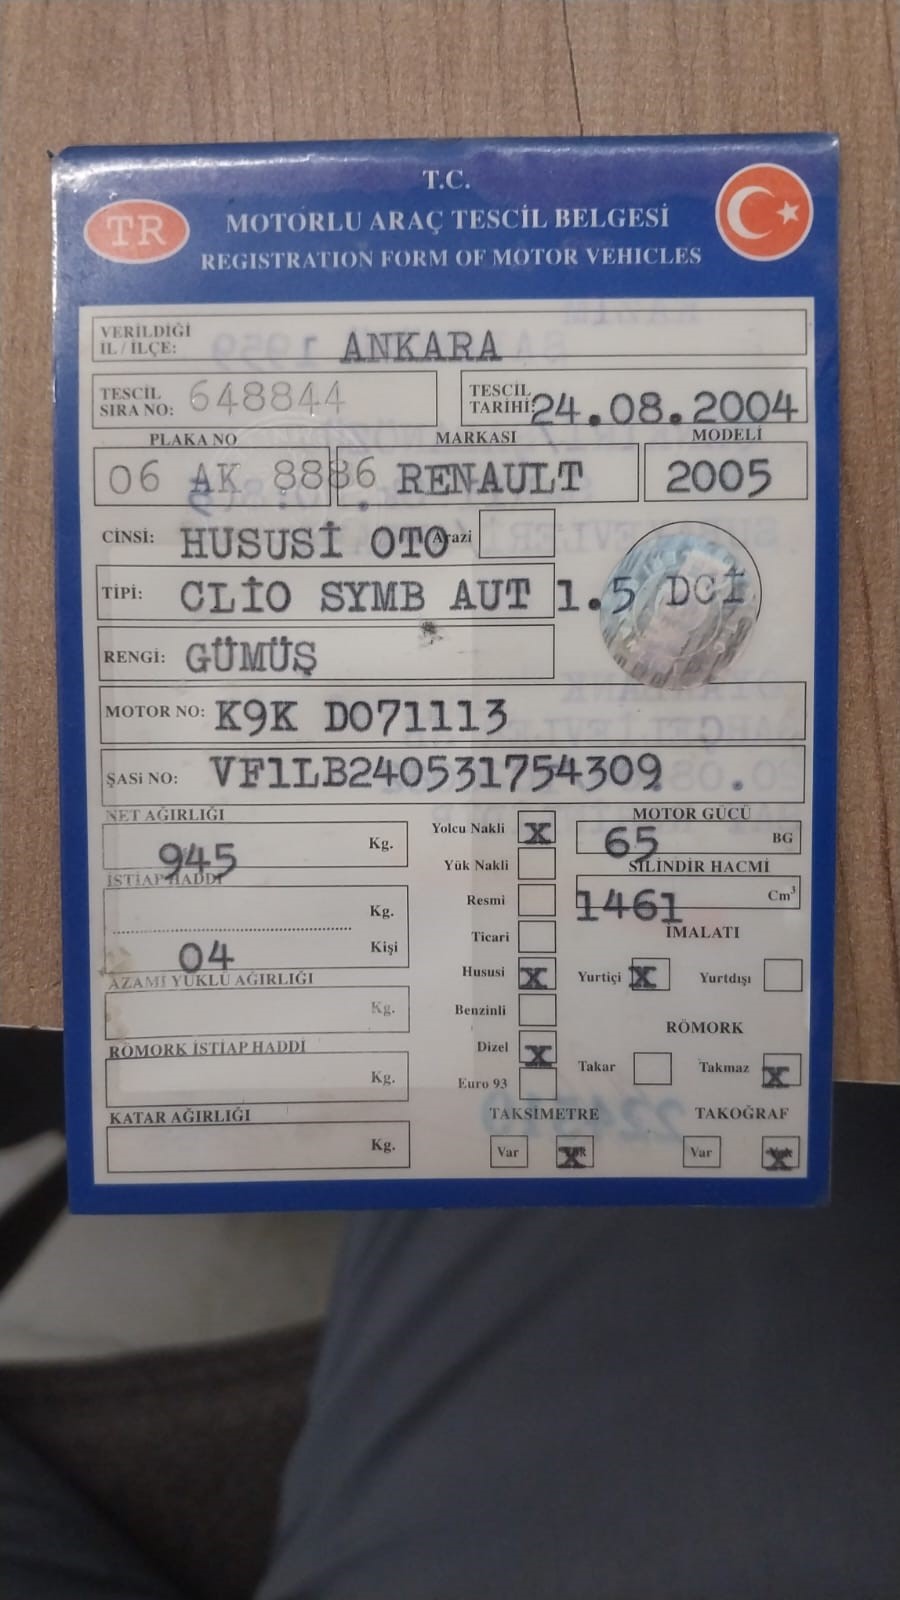 T.C.
TR
MOTORLU ARAÇ TESCİL BELGESİ
REGISTRATION FORM OF MOTOR VEHICLES
VERİLDİĞİ
İL / İLÇE: ANKARA
TESCİL
SIRA NO: 648844
TESCİL
TARİHİ: 24.08.2004
PLAKA NO MARKASI MODELİ
06 AK 8886 RENAULT 2005
CİNSİ: HUSUSİ OTO Arazi
TİPİ: CLİO SYMB AUT 1.5 DCİ
RENGİ: GÜMÜŞ
MOTOR NO: K9K D071113
ŞASİ NO: VF1LB240531754309
NET AĞIRLIĞI
945 Kg.
İSTİAP HADDİ
Kg.
04 Kişi
AZAMİ YÜKLÜ AĞIRLIĞI
Kg.
RÖMORK İSTİAP HADDİ
Kg.
KATAR AĞIRLIĞI
Kg.
Yolcu Nakli X
Yük Nakli
Resmi
Ticari
Hususi X
Benzinli
Dizel X
Euro 93
MOTOR GÜCÜ
65 BG
SİLİNDİR HACMİ
1461 Cm³
İMALATI
Yurtiçi X Yurtdışı
RÖMORK
Takar Takmaz X
TAKSİMETRE TAKOĞRAF
Var X Var X